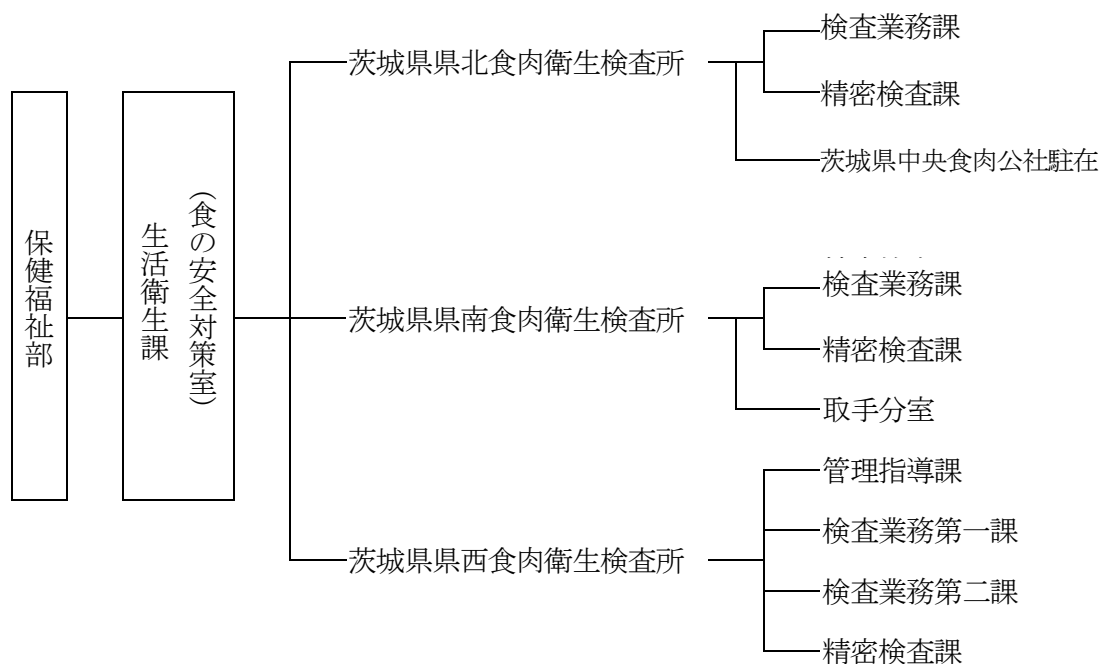 保健福祉部
生活衛生課
（食の安全対策室）
茨城県県北食肉衛生検査所
検査業務課
精密検査課
茨城県中央食肉公社駐在
茨城県県南食肉衛生検査所
検査業務課
精密検査課
取手分室
茨城県県西食肉衛生検査所
管理指導課
検査業務第一課
検査業務第二課
精密検査課